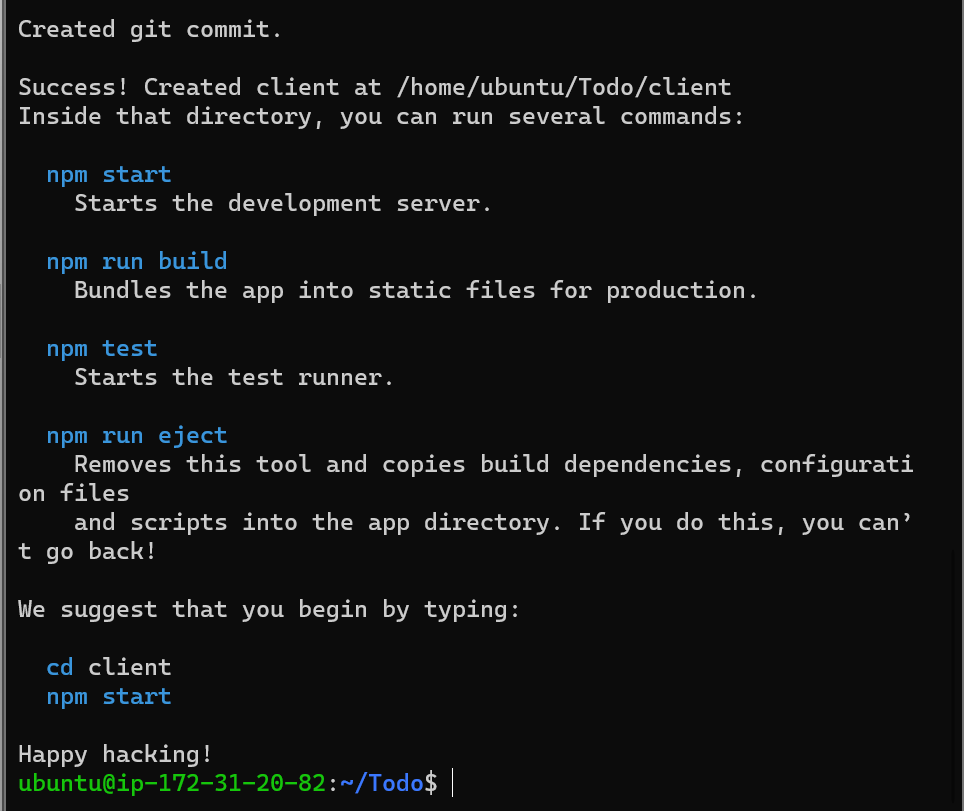 Created git commit.
Success! Created client at /home/ubuntu/Todo/client
Inside that directory, you can run several commands:
npm start
Starts the development server.
npm run build
Bundles the app into static files for production.
npm test
Starts the test runner.
npm run eject
Removes this tool and copies build dependencies, configurati
on files
and scripts into the app directory. If you do this, you can’
t go back!
We suggest that you begin by typing:
cd client
npm start
Happy hacking!
ubuntu@ip-172-31-20-82:~/Todo$